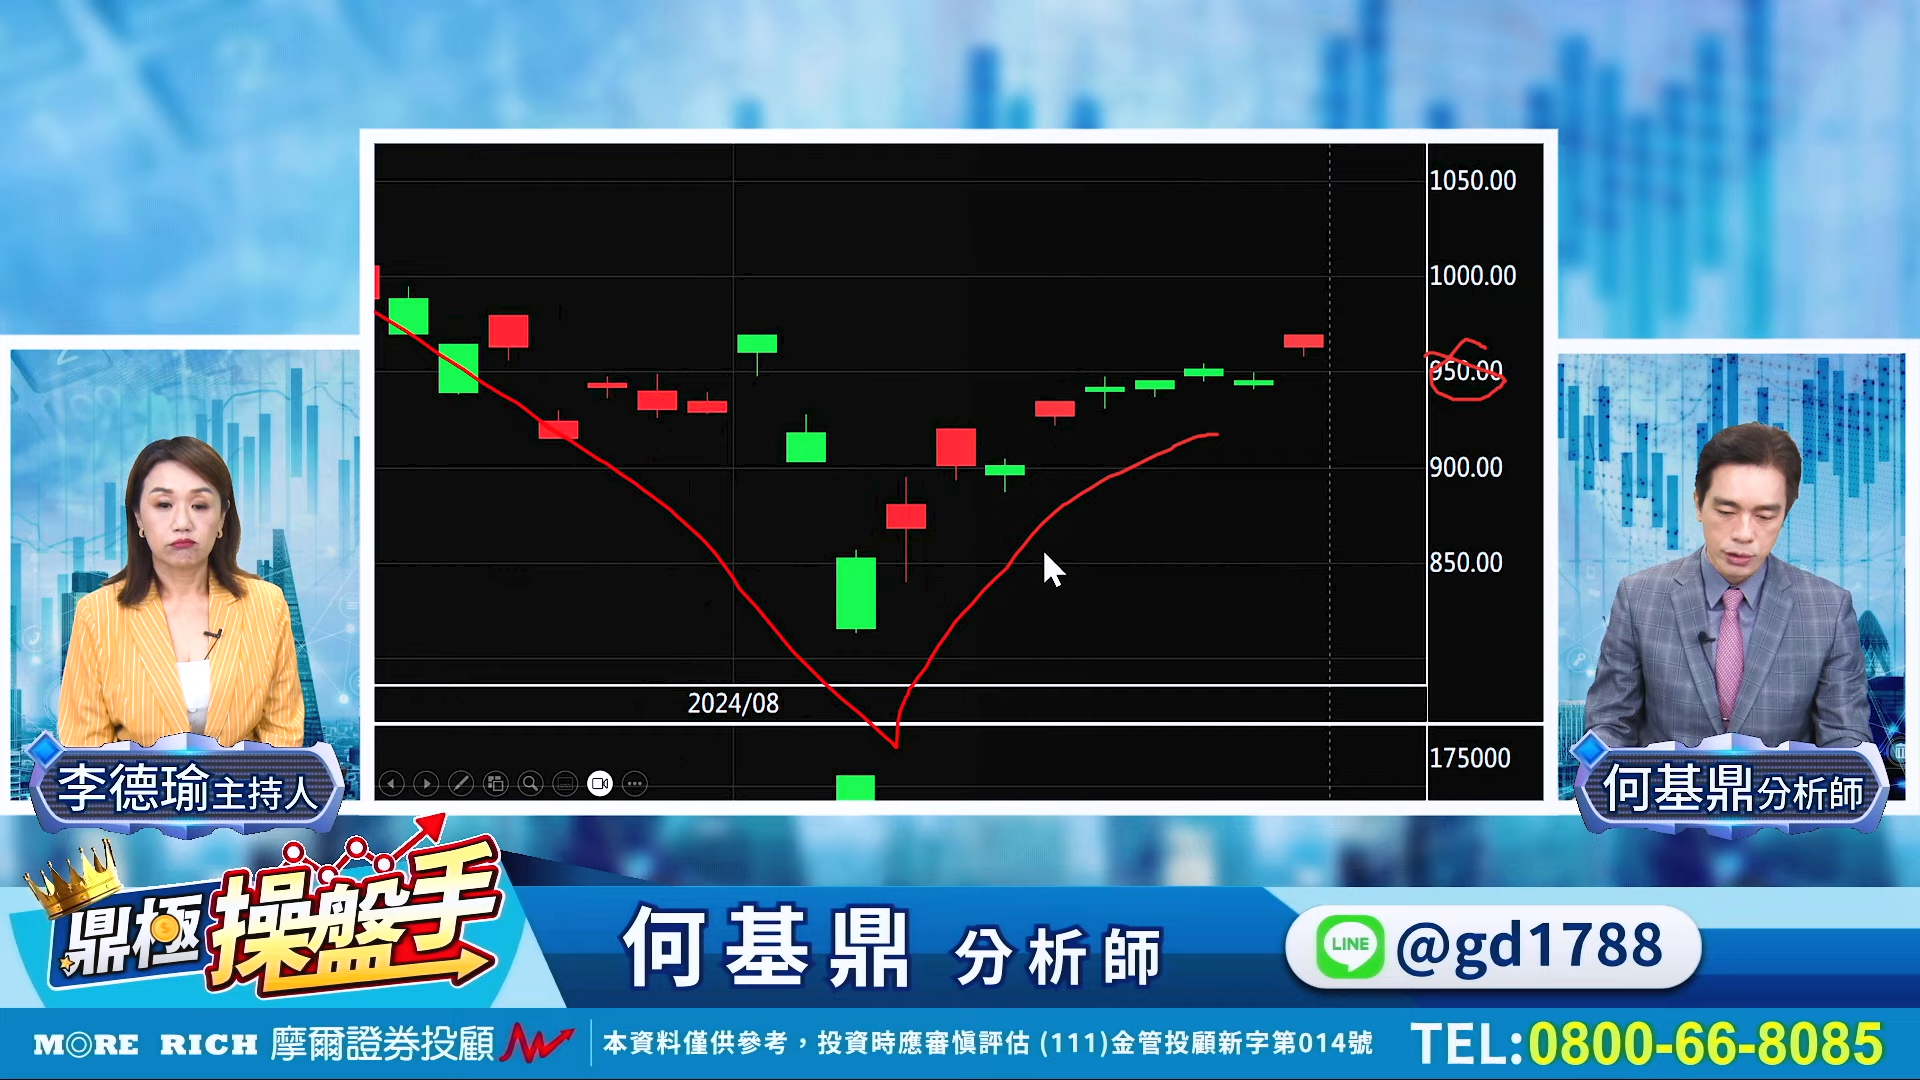 1050.00
1000.00
950.00
900.00
850.00
2024/08
175000
李德瑜主持人
何基鼎分析師
鼎極操盤手
何基鼎 分析師
LINE @gd1788
MORE RICH 摩爾證券投顧
本資料僅供參考，投資時應審慎評估 (111)金管投顧新字第014號
TEL:0800-66-8085